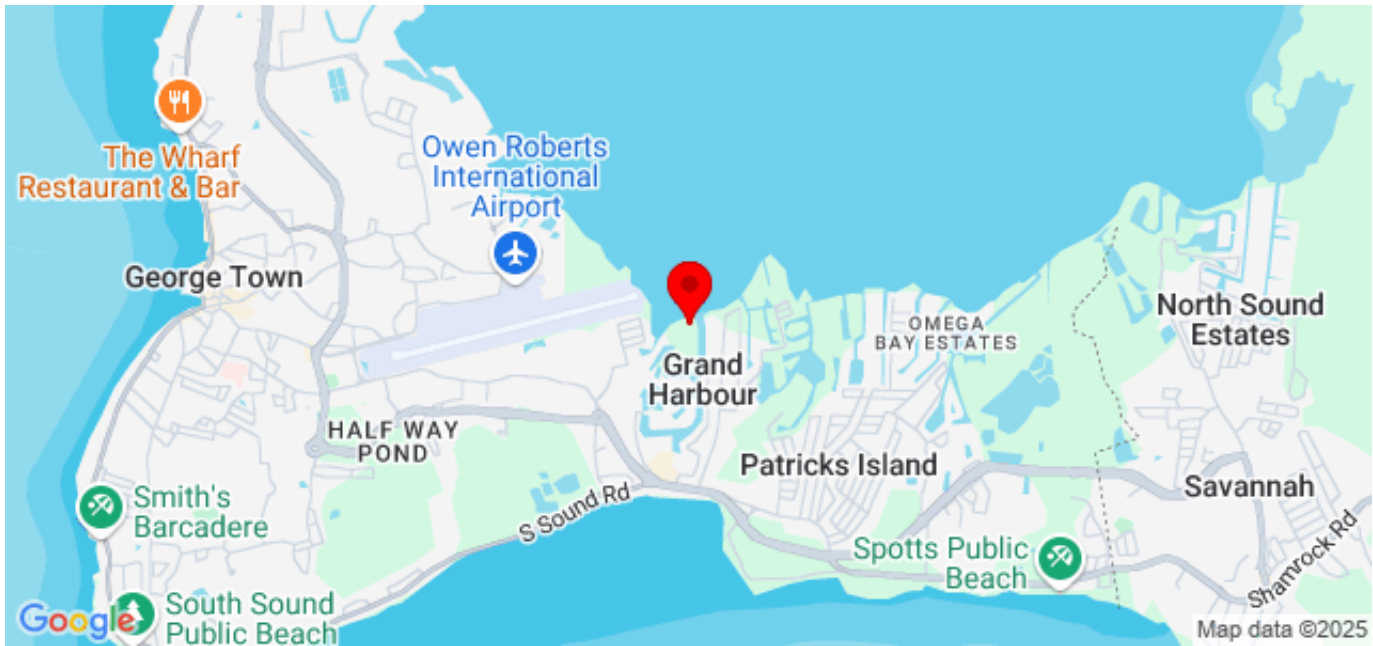 The Wharf
Restaurant & Bar
Owen Roberts
International
Airport
George Town
North Sound
Estates
OMEGA
BAY ESTATES
Grand
Harbour
HALF WAY
POND
Patricks Island
Savannah
Smith's
Barcadere
S Sound Rd
Spotts Public
Beach
Shamrock Rd
South Sound
Public Beach
Google
Map data ©2025